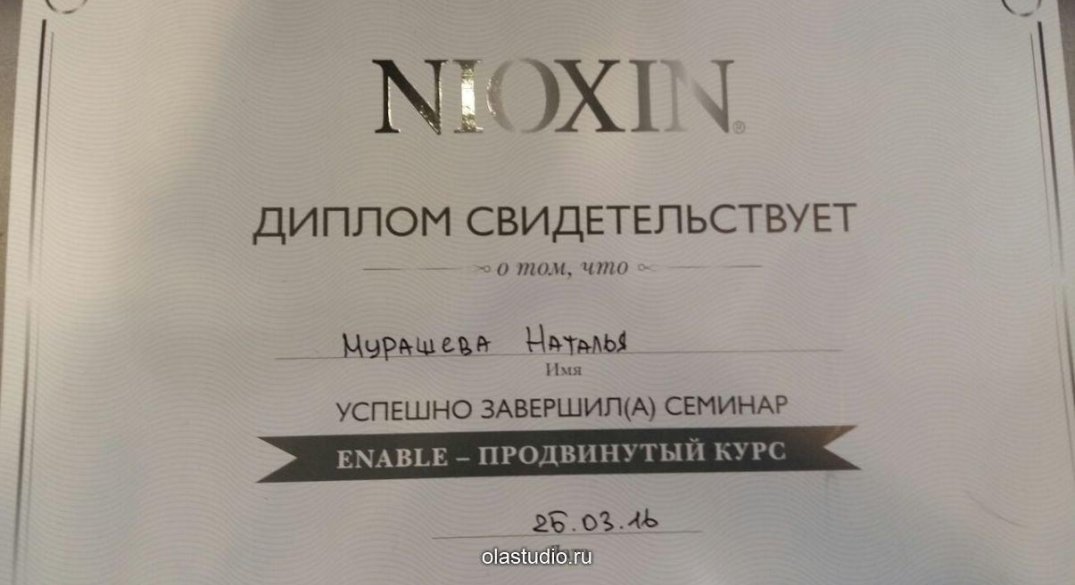 NIOXIN®
ДИПЛОМ СВИДЕТЕЛЬСТВУЕТ
о том, что
Мурашева Наталья
Имя
УСПЕШНО ЗАВЕРШИЛ(А) СЕМИНАР
ENABLE – ПРОДВИНУТЫЙ КУРС
25.03.16
olastudio.ru